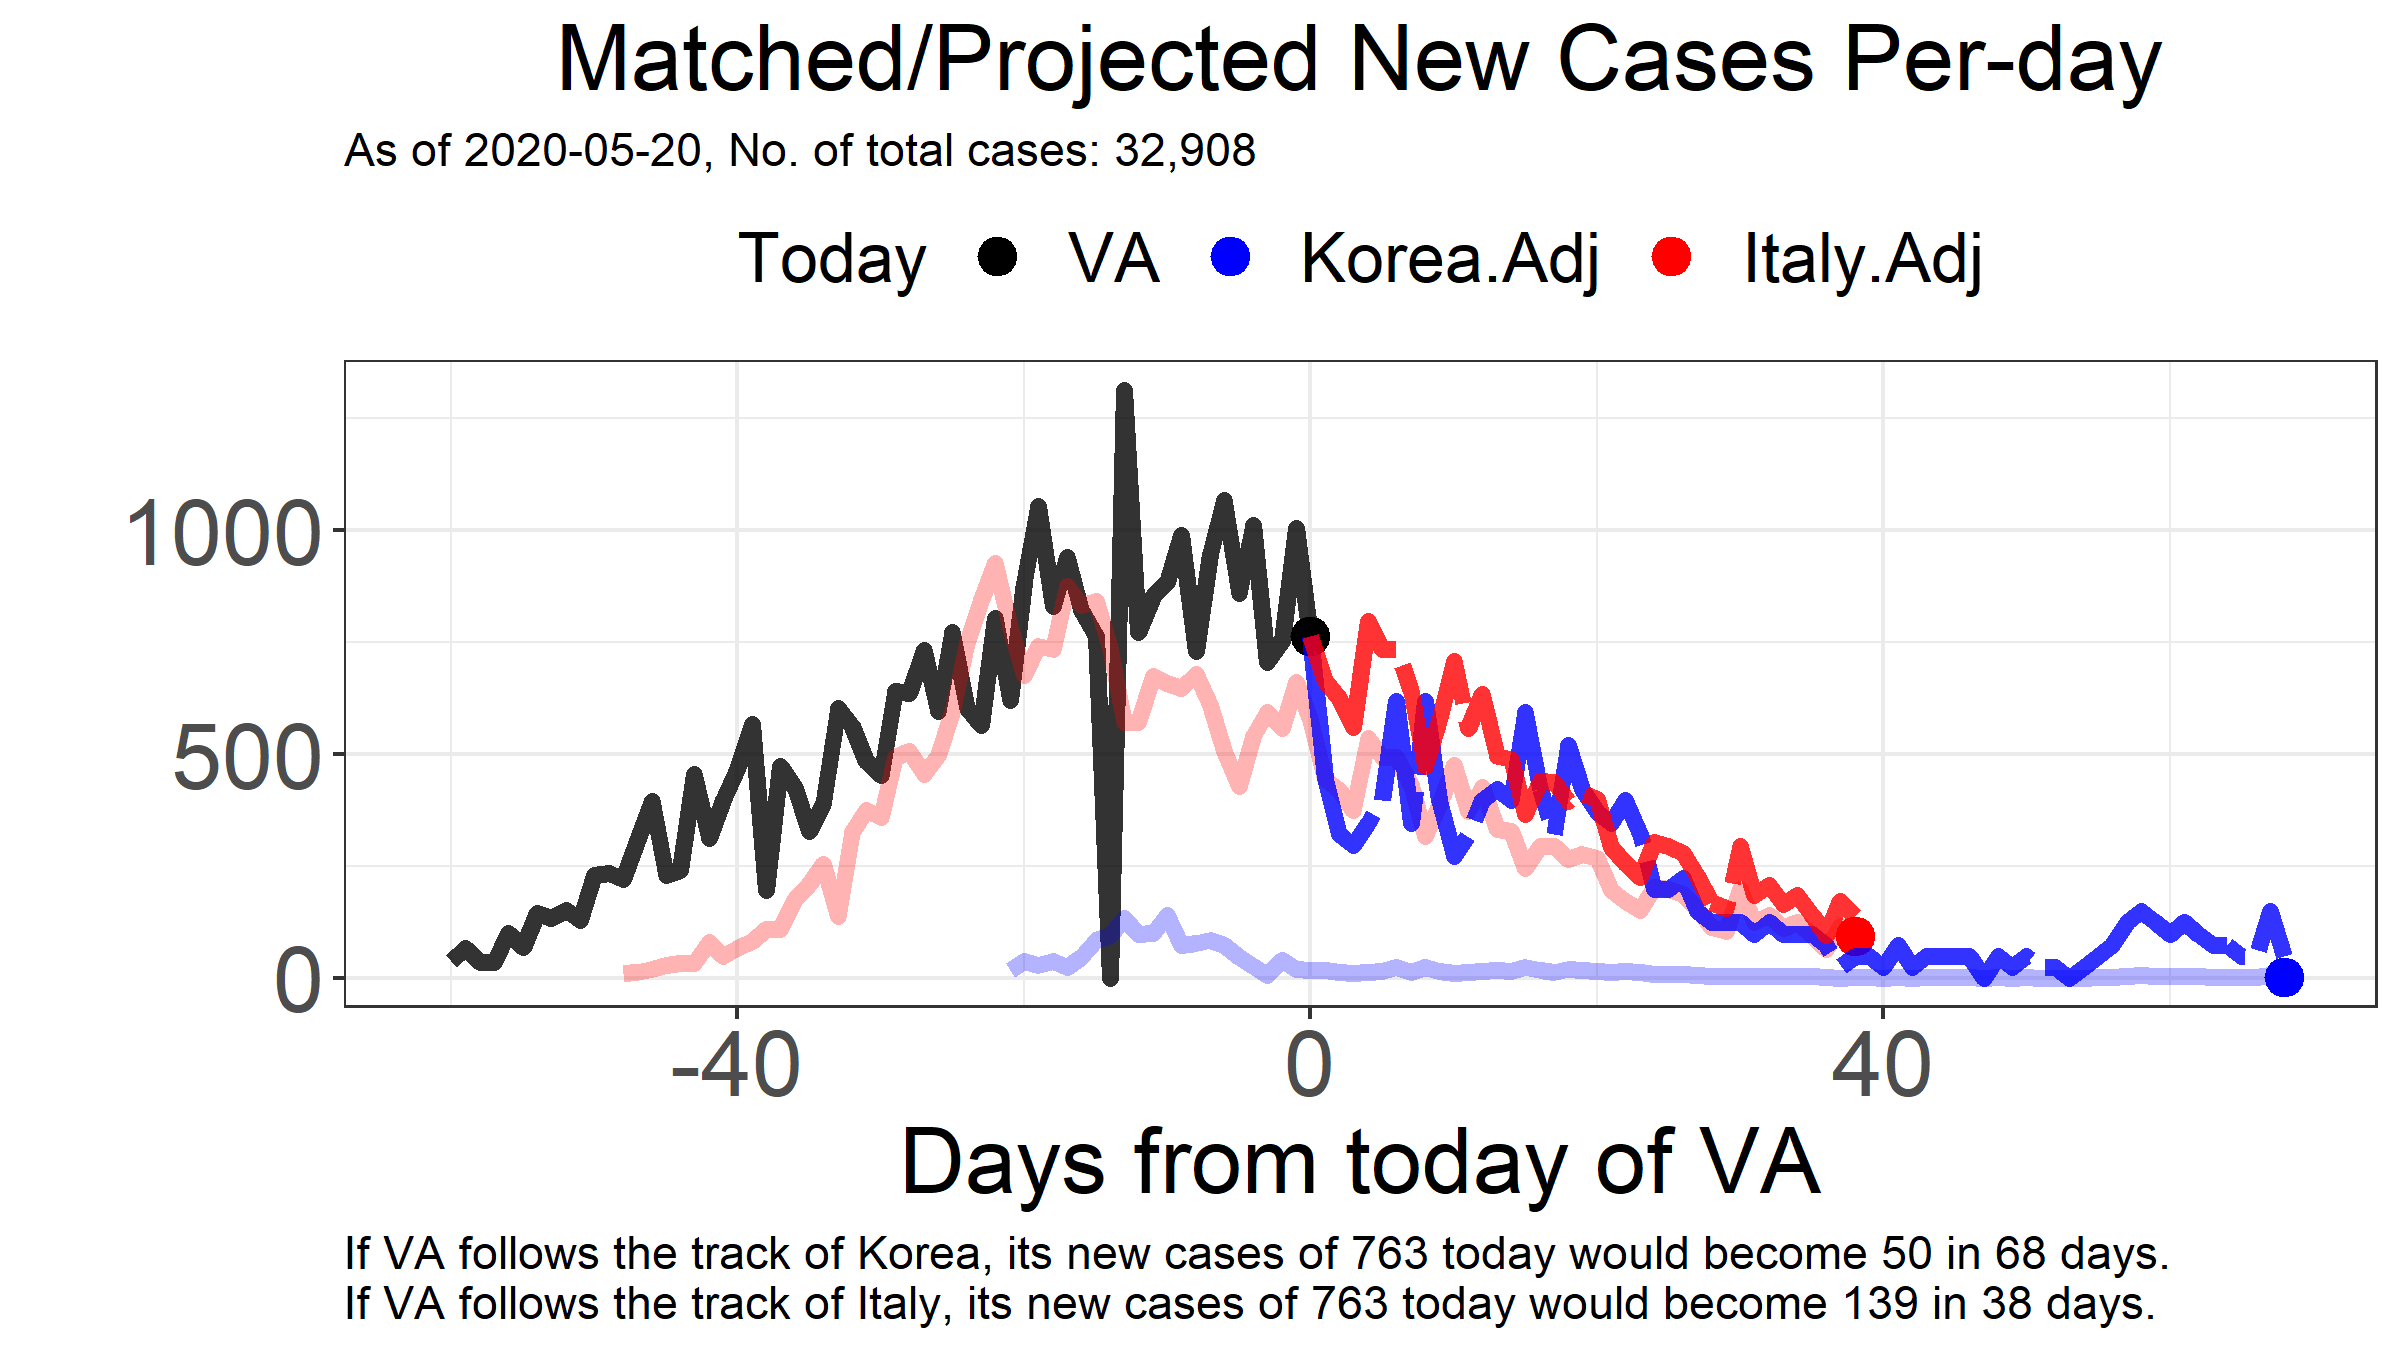 Matched/Projected New Cases Per-day
As of 2020-05-20, No. of total cases: 32,908
Today VA Korea.Adj Italy.Adj
1000
500
0
-40 0 40
Days from today of VA
If VA follows the track of Korea, its new cases of 763 today would become 50 in 68 days.
If VA follows the track of Italy, its new cases of 763 today would become 139 in 38 days.